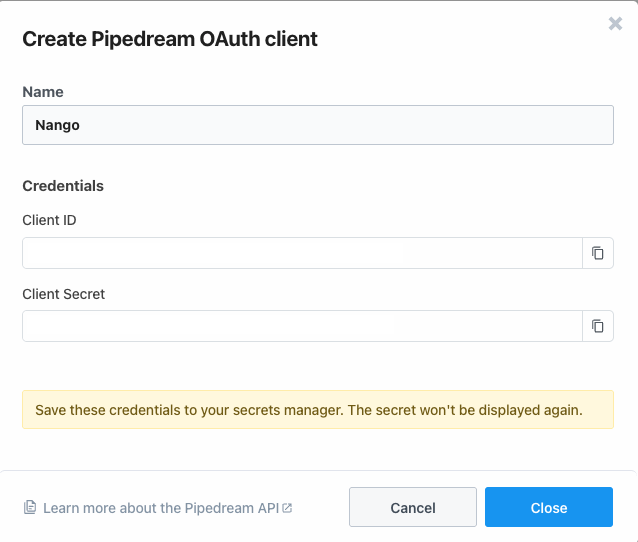 Create Pipedream OAuth client
Name
Nango
Credentials
Client ID
Client Secret
Save these credentials to your secrets manager. The secret won't be displayed again.
Learn more about the Pipedream API
Cancel
Close